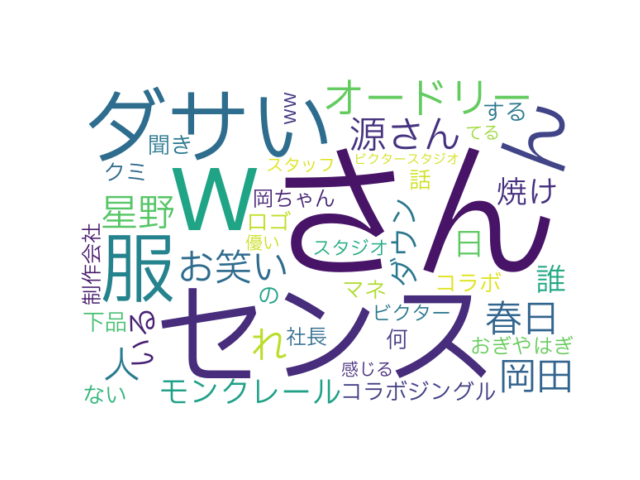 ダサい
ww
オードリー
する
ん
聞き
源さん
てる
クミ
スタッフ
ビクタースタジオ
w
さん
話
焼け
岡ちゃん
星野
ロゴ
ダウン
制作会社
服
優い
スタジオ
日
お笑い
の
マネ
コラボ
誰
センス
下品
いる
れ
社長
ビクター
何
春日
おぎやはぎ
人
感じる
岡田
ない
モンクレール
コラボジングル